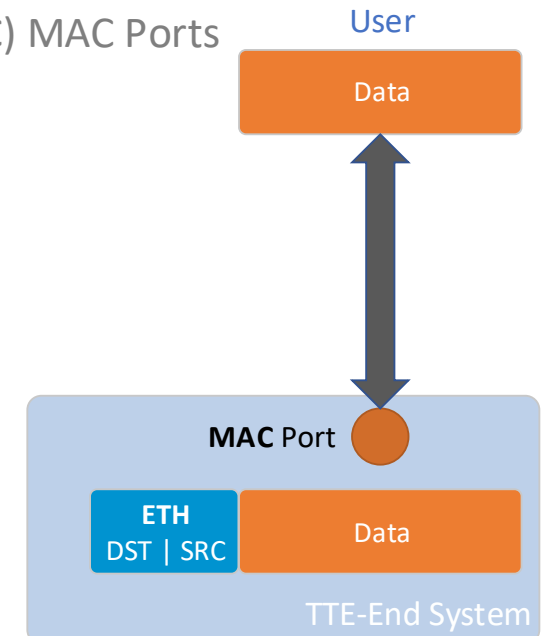 ) MAC Ports
User
Data
MAC Port
ETH
DST | SRC
Data
TTE-End System